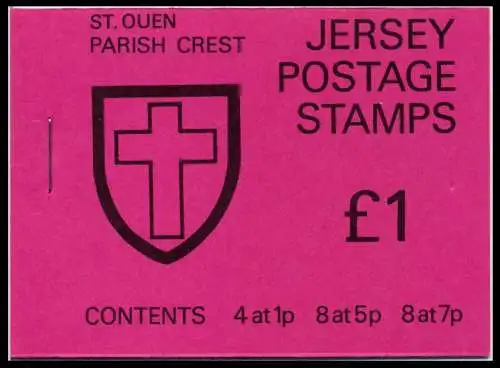 ST. OUEN
PARISH CREST
JERSEY
POSTAGE
STAMPS
£1
CONTENTS 4 at 1p 8 at 5p 8 at 7p